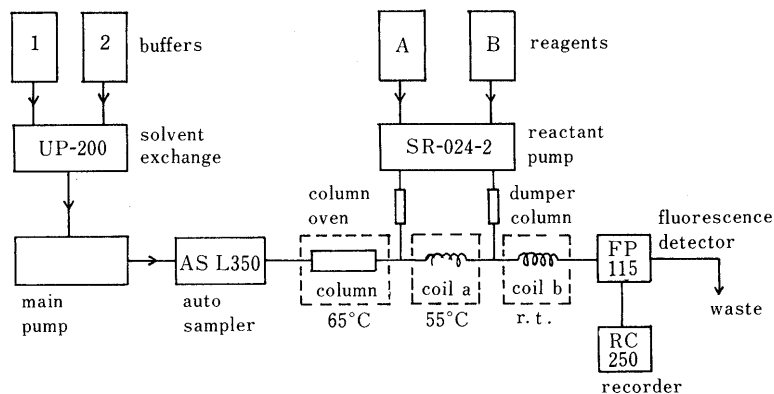 1
2
buffers
A
B
reagents
UP-200
solvent
exchange
SR-024-2
reactant
pump
column
oven
dumper
column
fluorescence
detector
main
pump
AS L350
auto
sampler
column
65°C
coil a
55°C
coil b
r. t.
FP
115
waste
RC
250
recorder